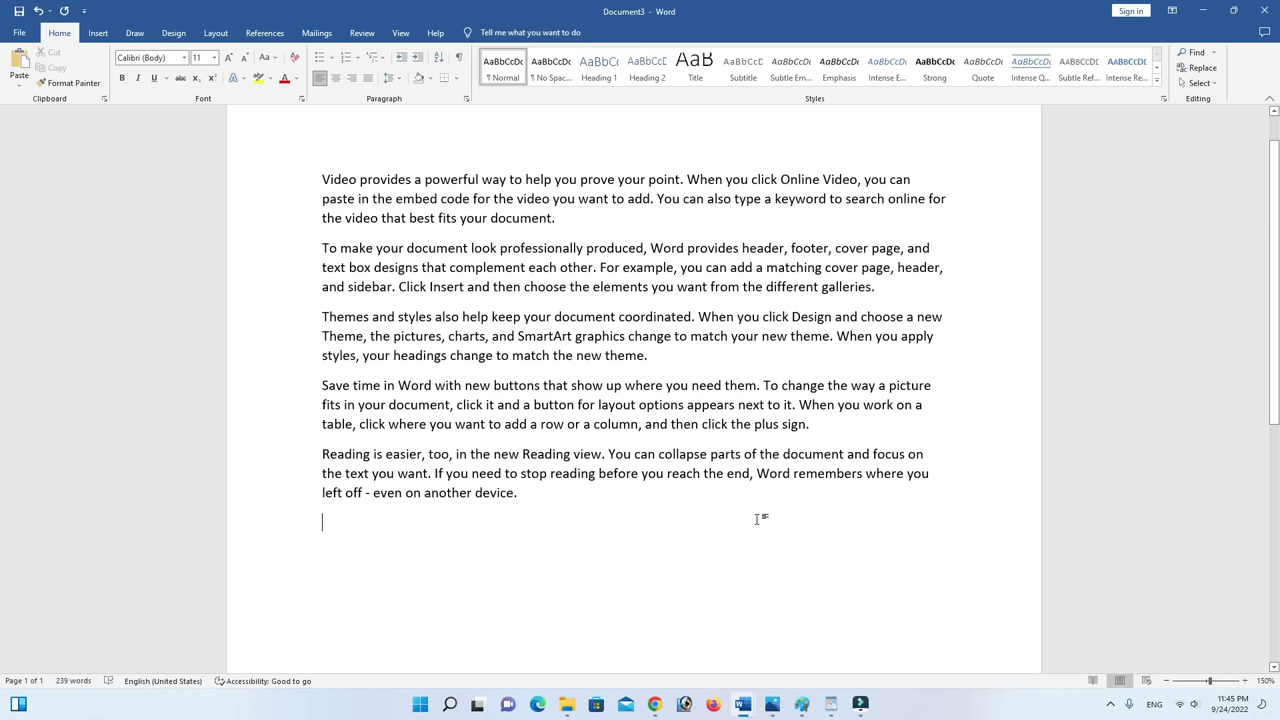 Document3 - Word
Sign in
File Home Insert Draw Design Layout References Mailings Review View Help Tell me what you want to do
Paste
Cut
Copy
Format Painter
Clipboard
Calibri (Body) 11
Font
Paragraph
AaBbCcDc AaBbCcDc AaBbCc AaBbCcD AaB AaBbCcD AaBbCcDc AaBbCcDc AaBbCcDc AaBbCcDc AaBbCcDc AaBbCcDc AaBbCcDc AABBCCDC
¶ Normal ¶ No Spac... Heading 1 Heading 2 Title Subtitle Subtle Em... Emphasis Intense E... Strong Quote Intense Q... Subtle Ref... Intense Re...
Styles
Find
Replace
Select
Editing
Video provides a powerful way to help you prove your point. When you click Online Video, you can
paste in the embed code for the video you want to add. You can also type a keyword to search online for
the video that best fits your document.
To make your document look professionally produced, Word provides header, footer, cover page, and
text box designs that complement each other. For example, you can add a matching cover page, header,
and sidebar. Click Insert and then choose the elements you want from the different galleries.
Themes and styles also help keep your document coordinated. When you click Design and choose a new
Theme, the pictures, charts, and SmartArt graphics change to match your new theme. When you apply
styles, your headings change to match the new theme.
Save time in Word with new buttons that show up where you need them. To change the way a picture
fits in your document, click it and a button for layout options appears next to it. When you work on a
table, click where you want to add a row or a column, and then click the plus sign.
Reading is easier, too, in the new Reading view. You can collapse parts of the document and focus on
the text you want. If you need to stop reading before you reach the end, Word remembers where you
left off - even on another device.
Page 1 of 1 239 words English (United States) Accessibility: Good to go 150%
ENG
11:45 PM
9/24/2022